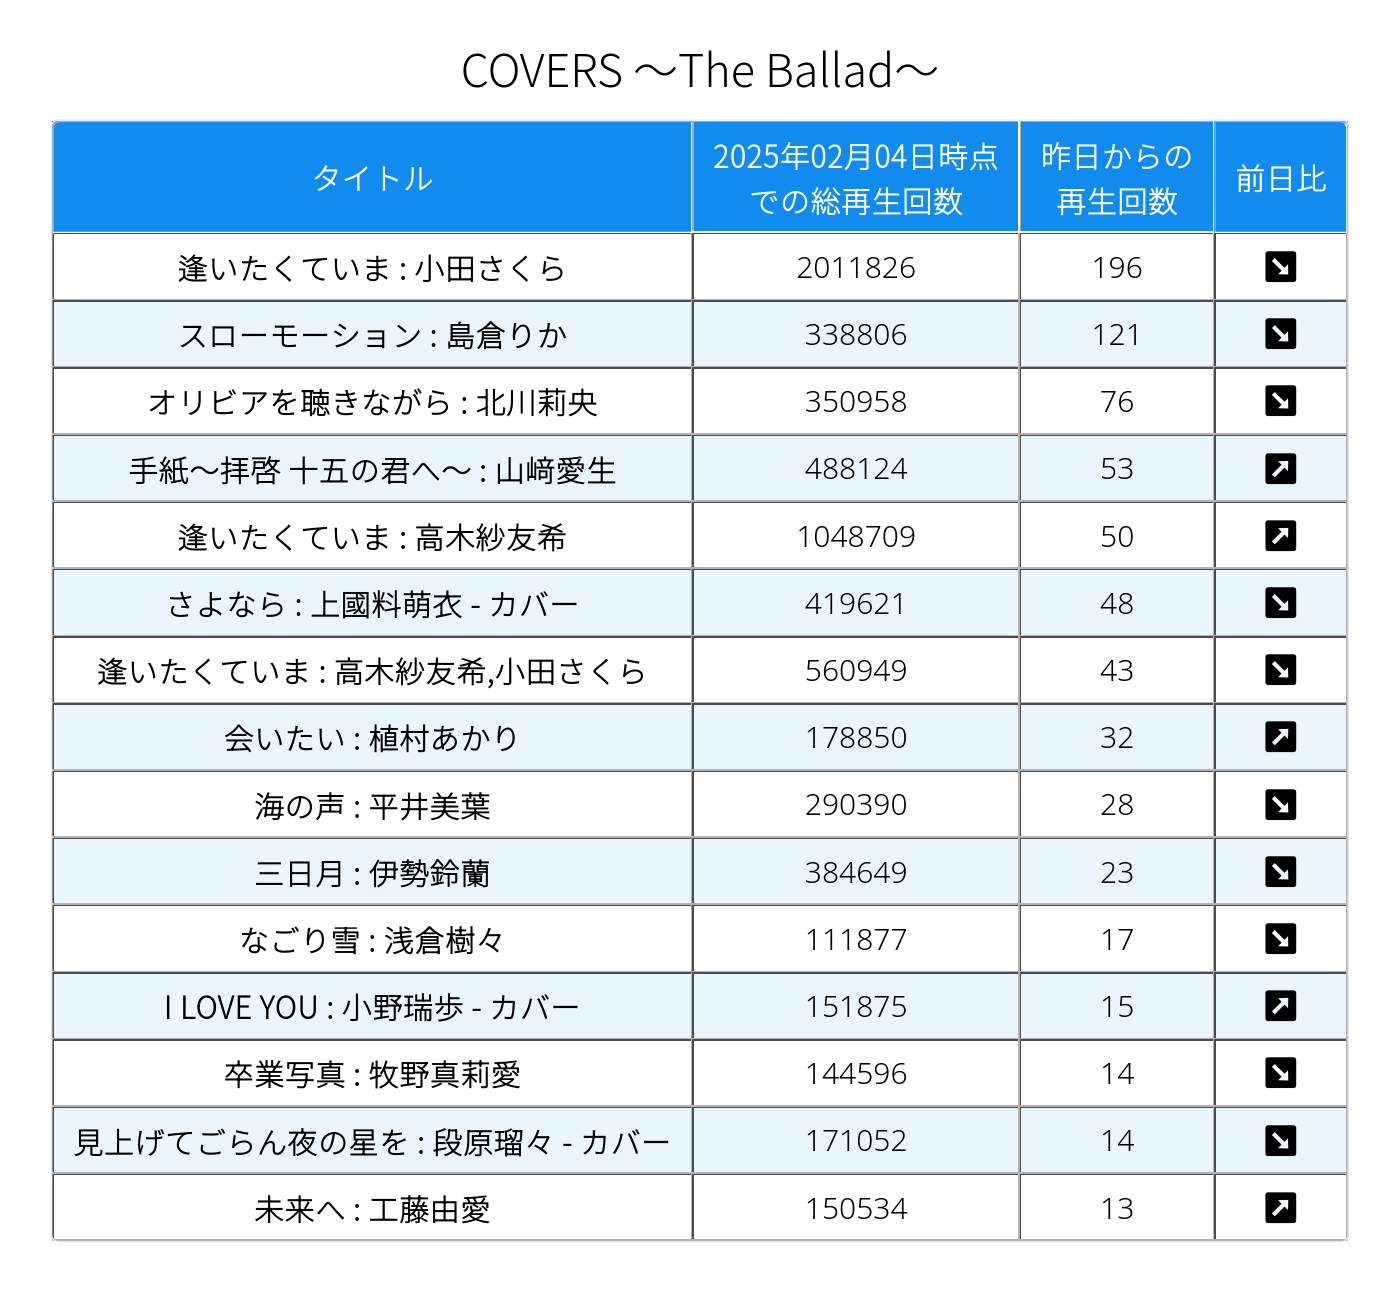 COVERS ～The Ballad～
タイトル
2025年02月04日時点
での総再生回数
昨日からの
再生回数
前日比
逢いたくていま : 小田さくら 2011826 196 ↘
スローモーション : 島倉りか 338806 121 ↘
オリビアを聴きながら : 北川莉央 350958 76 ↘
手紙～拝啓 十五の君へ～ : 山﨑愛生 488124 53 ↗
逢いたくていま : 高木紗友希 1048709 50 ↗
さよなら : 上國料萌衣 - カバー 419621 48 ↘
逢いたくていま : 高木紗友希,小田さくら 560949 43 ↘
会いたい : 植村あかり 178850 32 ↗
海の声 : 平井美葉 290390 28 ↘
三日月 : 伊勢鈴蘭 384649 23 ↘
なごり雪 : 浅倉樹々 111877 17 ↘
I LOVE YOU : 小野瑞歩 - カバー 151875 15 ↗
卒業写真 : 牧野真莉愛 144596 14 ↘
見上げてごらん夜の星を : 段原瑠々 - カバー 171052 14 ↘
未来へ : 工藤由愛 150534 13 ↗